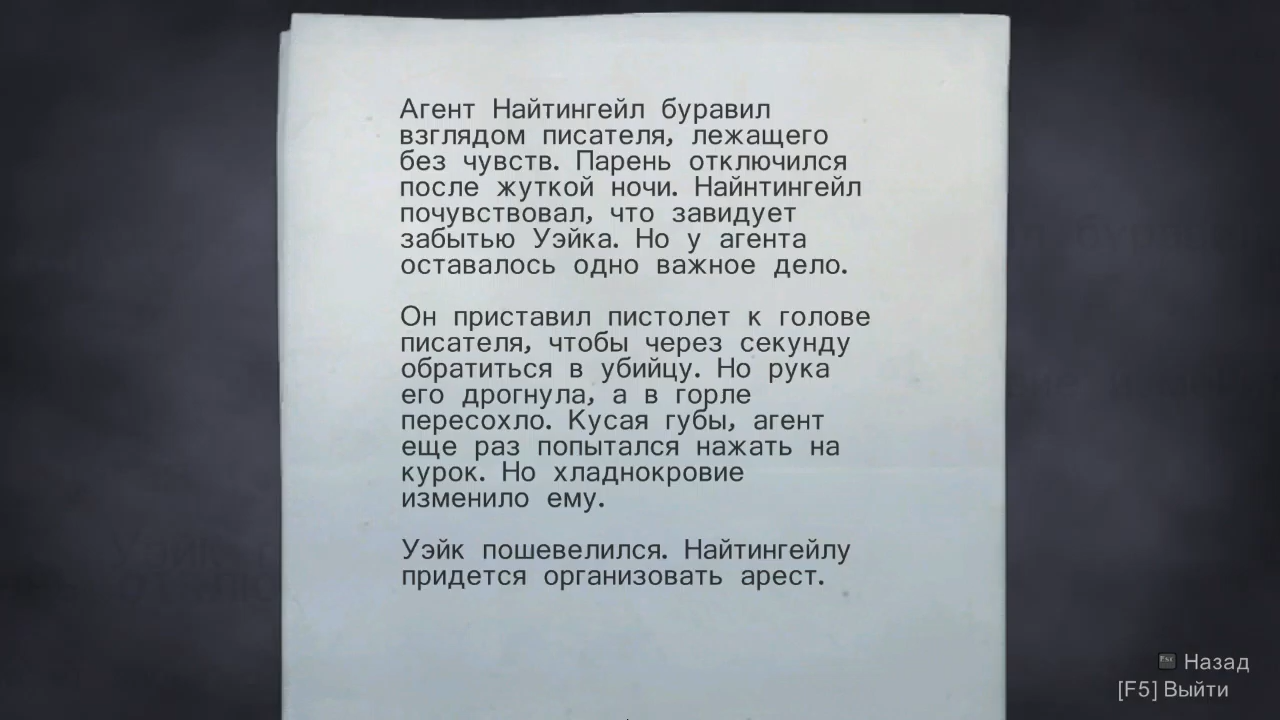 Агент Найтингейл буравил
взглядом писателя, лежащего
без чувств. Парень отключился
после жуткой ночи. Найнтингейл
почувствовал, что завидует
забытью Уэйка. Но у агента
оставалось одно важное дело.
Он приставил пистолет к голове
писателя, чтобы через секунду
обратиться в убийцу. Но рука
его дрогнула, а в горле
пересохло. Кусая губы, агент
еще раз попытался нажать на
курок. Но хладнокровие
изменило ему.
Уэйк пошевелился. Найтингейлу
придется организовать арест.
Esc Назад
[F5] Выйти